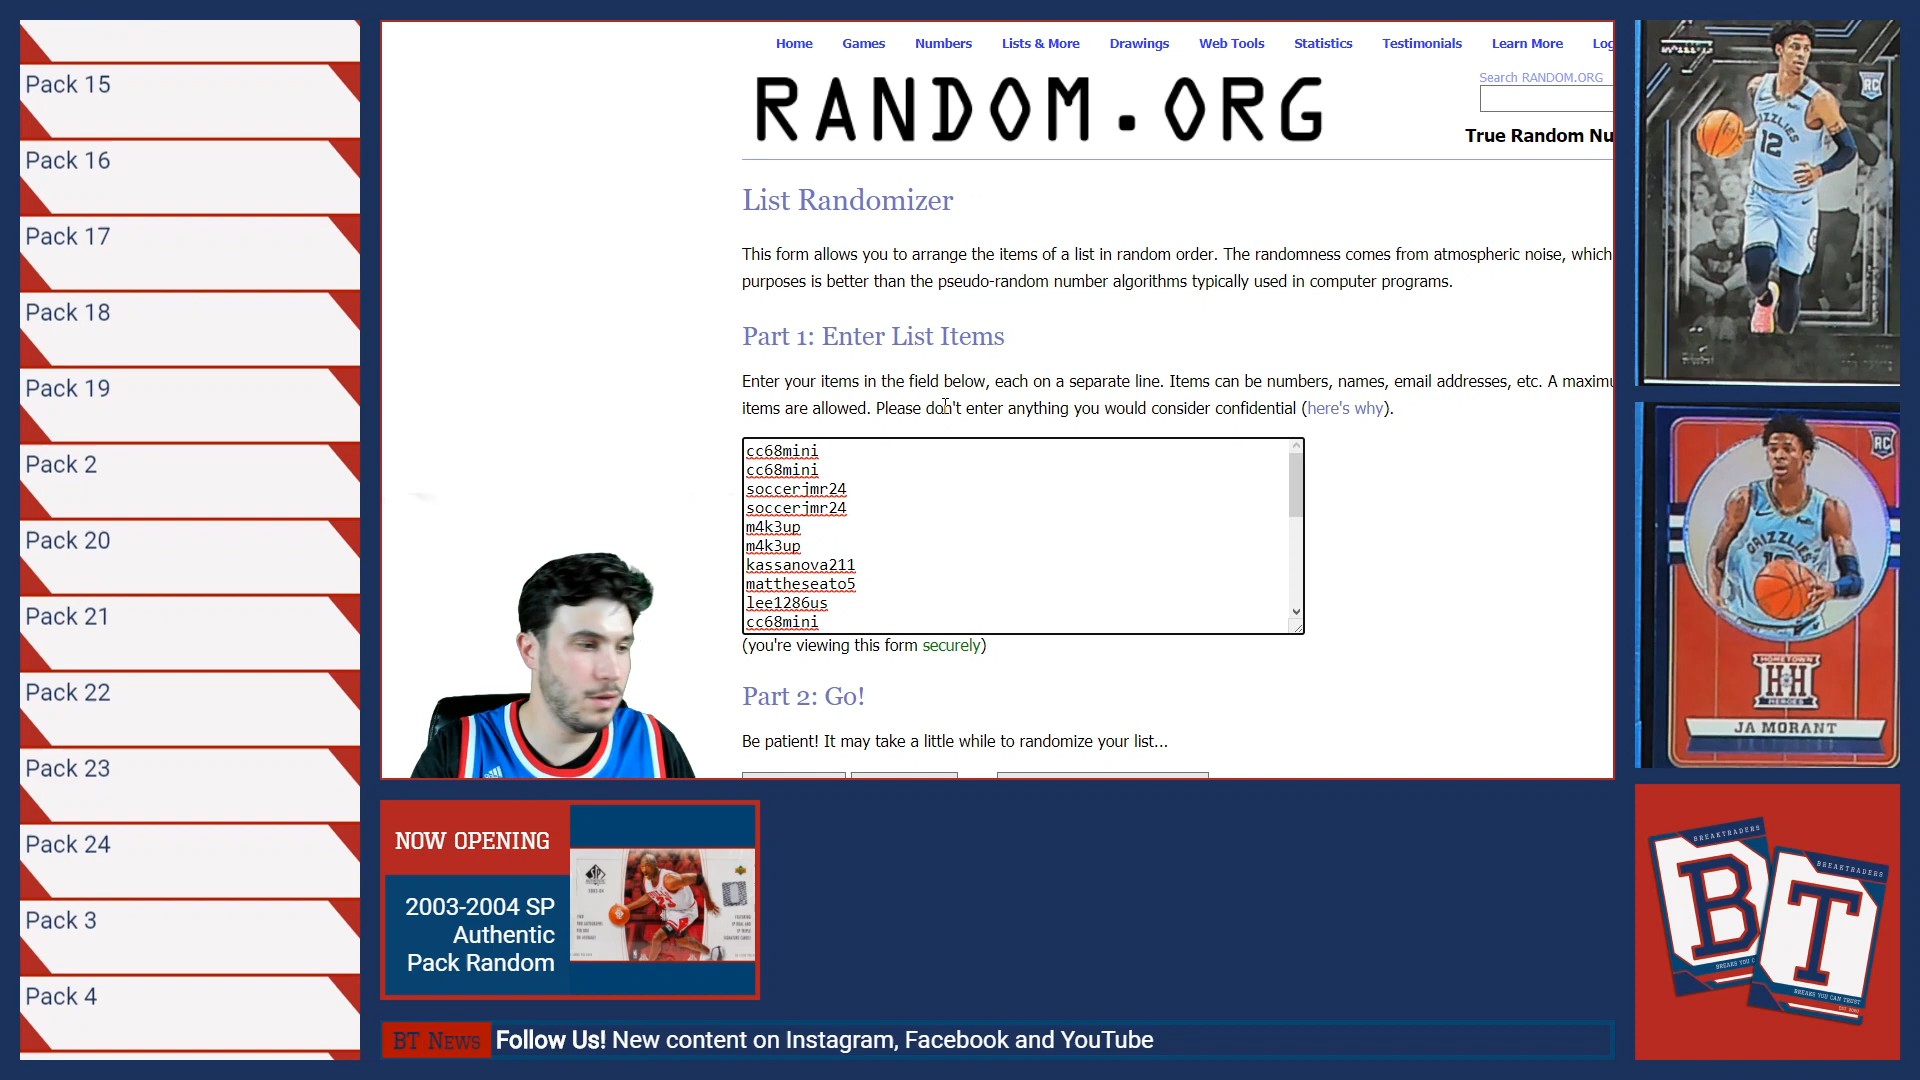 Pack 15
Pack 16
Pack 17
Pack 18
Pack 19
Pack 2
Pack 20
Pack 21
Pack 22
Pack 23
Pack 24
Pack 3
Pack 4
Home Games Numbers Lists & More Drawings Web Tools Statistics Testimonials Learn More Log
RANDOM.ORG
Search RANDOM.ORG
True Random Nu
List Randomizer
This form allows you to arrange the items of a list in random order. The randomness comes from atmospheric noise, which
purposes is better than the pseudo-random number algorithms typically used in computer programs.
Part 1: Enter List Items
Enter your items in the field below, each on a separate line. Items can be numbers, names, email addresses, etc. A maximu
items are allowed. Please don't enter anything you would consider confidential (here's why).
cc68mini
cc68mini
soccerjmr24
soccerjmr24
m4k3up
m4k3up
kassanova211
mattheseato5
lee1286us
cc68mini
(you're viewing this form securely)
Part 2: Go!
Be patient! It may take a little while to randomize your list...
NOW OPENING
2003-2004 SP
Authentic
Pack Random
BT News Follow Us! New content on Instagram, Facebook and YouTube
RC
GRIZZLIES
12
RC
GRIZZLIES
HOMETOWN
HH
HEROES
JA MORANT
BREAKTRADERS
B
BREAKTRADERS
T
BREAKS YOU CAN TRUST